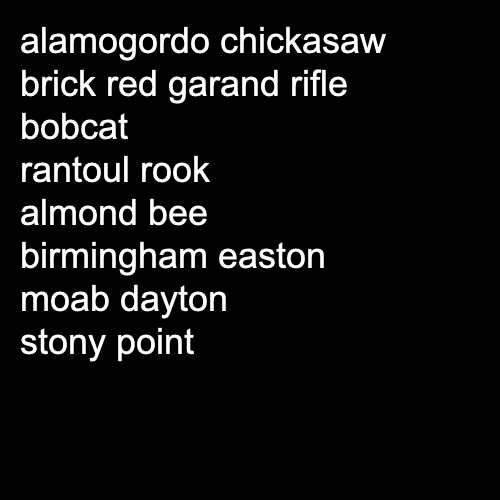 alamogordo chickasaw
brick red garand rifle
bobcat
rantoul rook
almond bee
birmingham easton
moab dayton
stony point